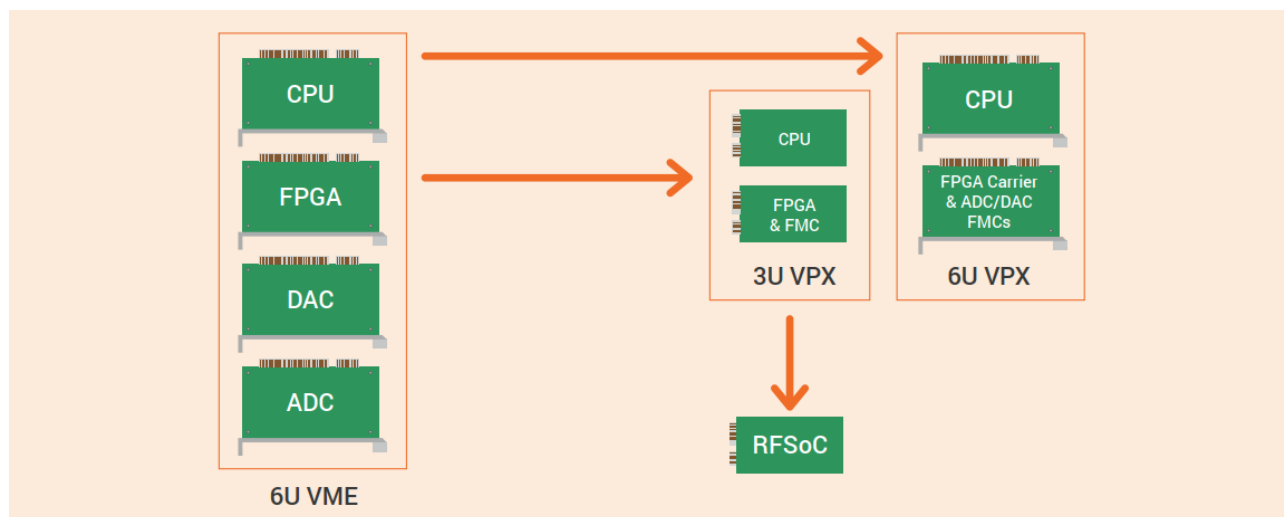 CPU
FPGA
DAC
ADC
6U VME
CPU
FPGA
& FMC
3U VPX
CPU
FPGA Carrier
& ADC/DAC
FMCs
6U VPX
RFSoC